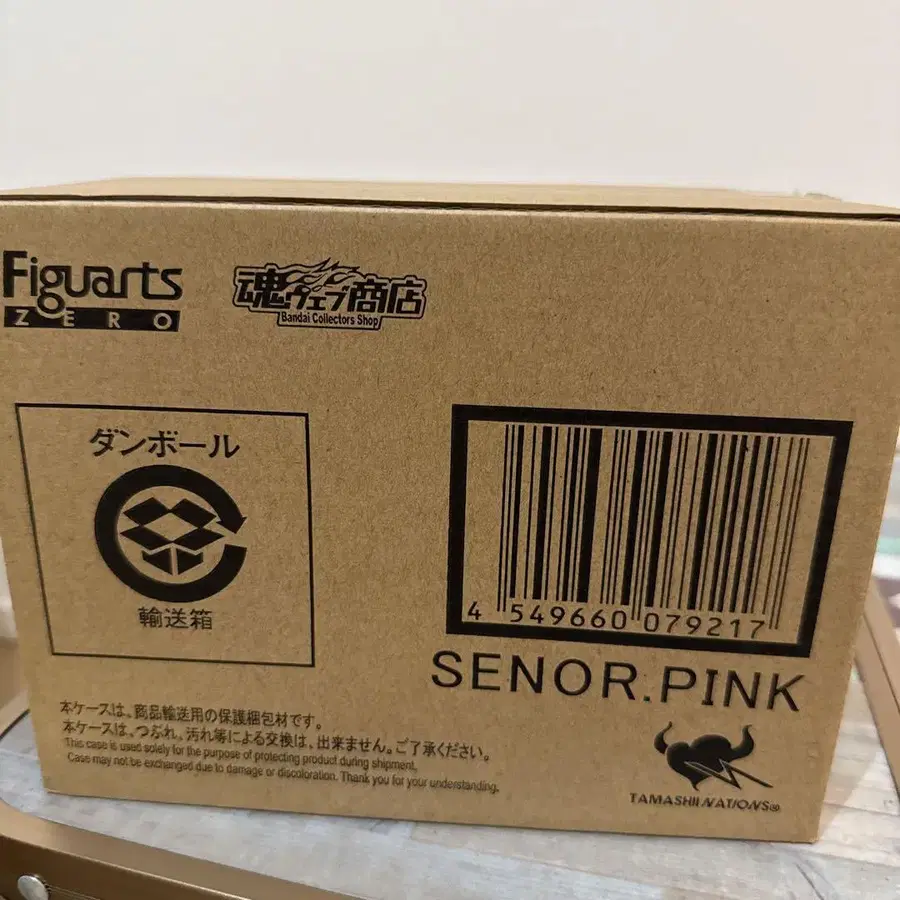 Figuarts
ZERO
魂ウェブ商店
Bandai Collectors Shop
ダンボール
輸送箱
4 549660 079217
SENOR.PINK
本ケースは、商品輸送用の保護梱包材です。
本ケースは、つぶれ、汚れ等による交換は、出来ません。ご了承ください。
This case is used solely for the purpose of protecting product during shipment.
Case may not be exchanged due to damage or discoloration. Thank you for your understanding.
TAMASHII NATIONS®